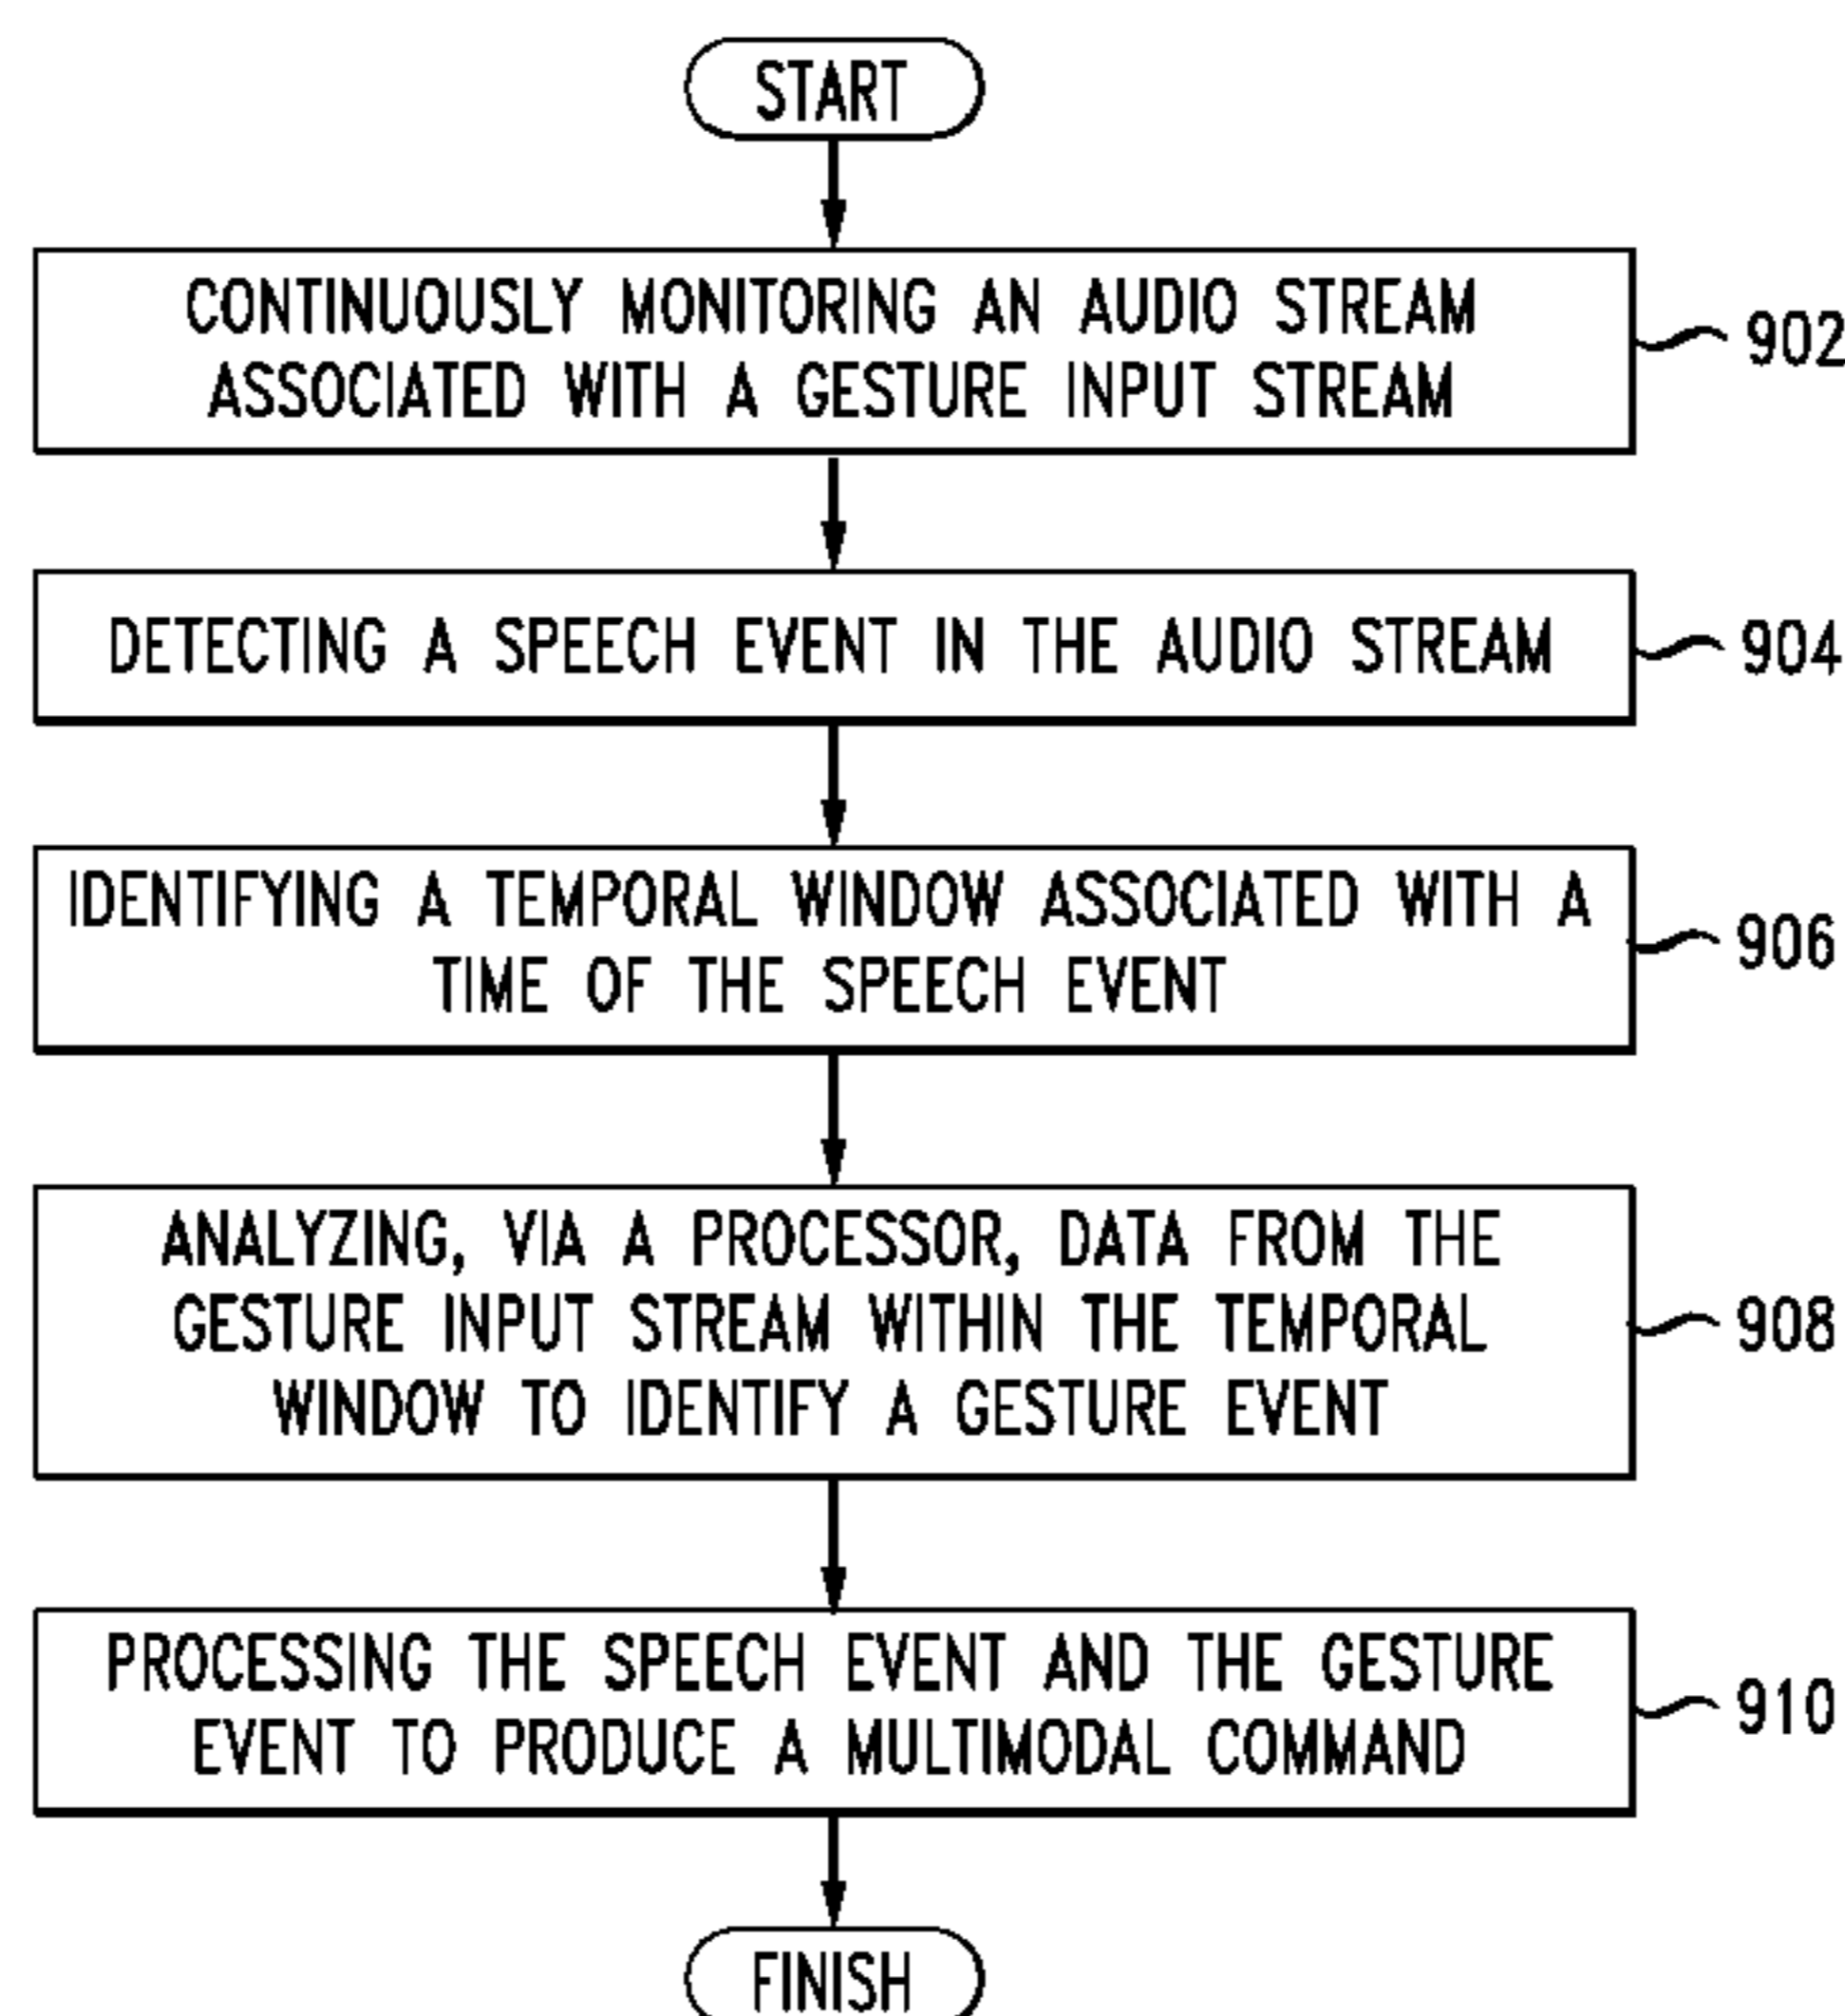 START
CONTINUOUSLY MONITORING AN AUDIO STREAM
ASSOCIATED WITH A GESTURE INPUT STREAM
902
DETECTING A SPEECH EVENT IN THE AUDIO STREAM
904
IDENTIFYING A TEMPORAL WINDOW ASSOCIATED WITH A
TIME OF THE SPEECH EVENT
906
ANALYZING, VIA A PROCESSOR, DATA FROM THE
GESTURE INPUT STREAM WITHIN THE TEMPORAL
WINDOW TO IDENTIFY A GESTURE EVENT
908
PROCESSING THE SPEECH EVENT AND THE GESTURE
EVENT TO PRODUCE A MULTIMODAL COMMAND
910
FINISH